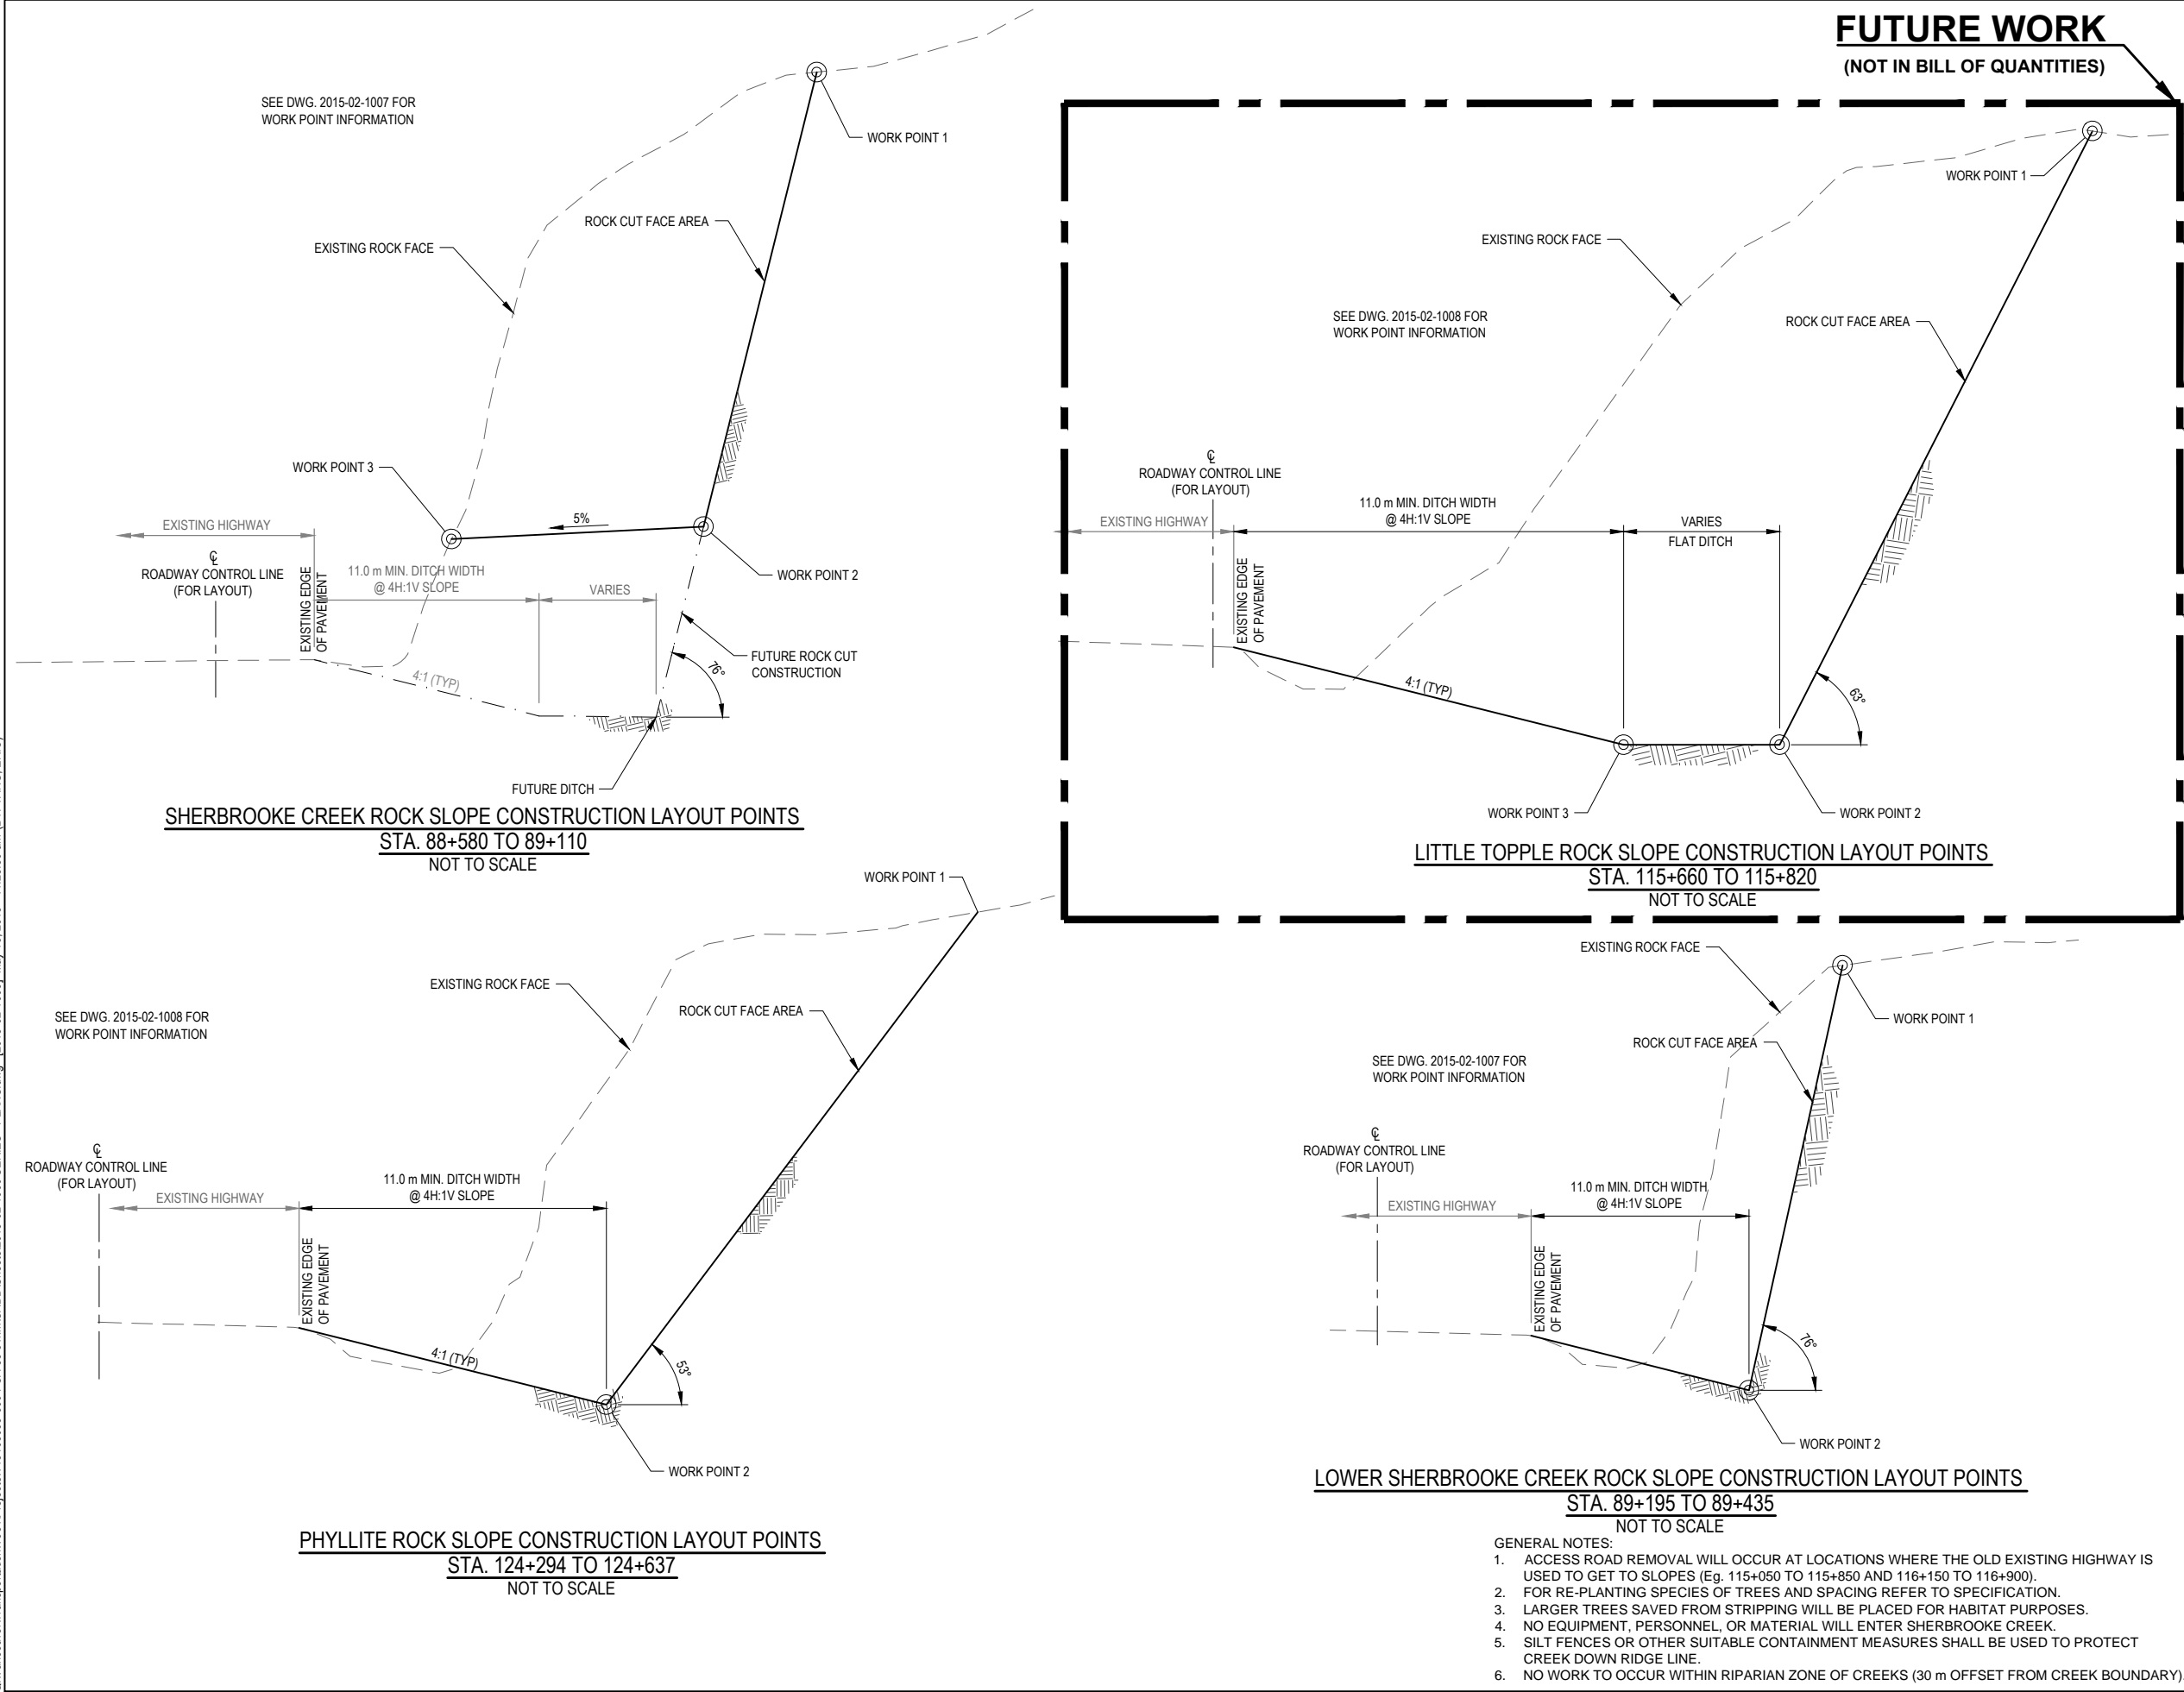 FUTURE WORK
(NOT IN BILL OF QUANTITIES)
SEE DWG. 2015-02-1007 FOR
WORK POINT INFORMATION
WORK POINT 1
ROCK CUT FACE AREA
EXISTING ROCK FACE
WORK POINT 3
EXISTING HIGHWAY
℄
ROADWAY CONTROL LINE
(FOR LAYOUT)
EXISTING EDGE
OF PAVEMENT
5%
11.0 m MIN. DITCH WIDTH
@ 4H:1V SLOPE
VARIES
WORK POINT 2
FUTURE ROCK CUT
CONSTRUCTION
4:1 (TYP)
76°
FUTURE DITCH
SHERBROOKE CREEK ROCK SLOPE CONSTRUCTION LAYOUT POINTS
STA. 88+580 TO 89+110
NOT TO SCALE
WORK POINT 1
EXISTING ROCK FACE
SEE DWG. 2015-02-1008 FOR
WORK POINT INFORMATION
ROCK CUT FACE AREA
℄
ROADWAY CONTROL LINE
(FOR LAYOUT)
EXISTING HIGHWAY
11.0 m MIN. DITCH WIDTH
@ 4H:1V SLOPE
VARIES
FLAT DITCH
EXISTING EDGE
OF PAVEMENT
4:1 (TYP)
63°
WORK POINT 3
WORK POINT 2
LITTLE TOPPLE ROCK SLOPE CONSTRUCTION LAYOUT POINTS
STA. 115+660 TO 115+820
NOT TO SCALE
WORK POINT 1
EXISTING ROCK FACE
ROCK CUT FACE AREA
SEE DWG. 2015-02-1008 FOR
WORK POINT INFORMATION
℄
ROADWAY CONTROL LINE
(FOR LAYOUT)
EXISTING HIGHWAY
11.0 m MIN. DITCH WIDTH
@ 4H:1V SLOPE
EXISTING EDGE
OF PAVEMENT
4:1 (TYP)
53°
WORK POINT 2
PHYLLITE ROCK SLOPE CONSTRUCTION LAYOUT POINTS
STA. 124+294 TO 124+637
NOT TO SCALE
EXISTING ROCK FACE
WORK POINT 1
ROCK CUT FACE AREA
SEE DWG. 2015-02-1007 FOR
WORK POINT INFORMATION
℄
ROADWAY CONTROL LINE
(FOR LAYOUT)
EXISTING HIGHWAY
11.0 m MIN. DITCH WIDTH
@ 4H:1V SLOPE
EXISTING EDGE
OF PAVEMENT
76°
WORK POINT 2
LOWER SHERBROOKE CREEK ROCK SLOPE CONSTRUCTION LAYOUT POINTS
STA. 89+195 TO 89+435
NOT TO SCALE
GENERAL NOTES:
1. ACCESS ROAD REMOVAL WILL OCCUR AT LOCATIONS WHERE THE OLD EXISTING HIGHWAY IS
USED TO GET TO SLOPES (Eg. 115+050 TO 115+850 AND 116+150 TO 116+900).
2. FOR RE-PLANTING SPECIES OF TREES AND SPACING REFER TO SPECIFICATION.
3. LARGER TREES SAVED FROM STRIPPING WILL BE PLACED FOR HABITAT PURPOSES.
4. NO EQUIPMENT, PERSONNEL, OR MATERIAL WILL ENTER SHERBROOKE CREEK.
5. SILT FENCES OR OTHER SUITABLE CONTAINMENT MEASURES SHALL BE USED TO PROTECT
CREEK DOWN RIDGE LINE.
6. NO WORK TO OCCUR WITHIN RIPARIAN ZONE OF CREEKS (30 m OFFSET FROM CREEK BOUNDARY)